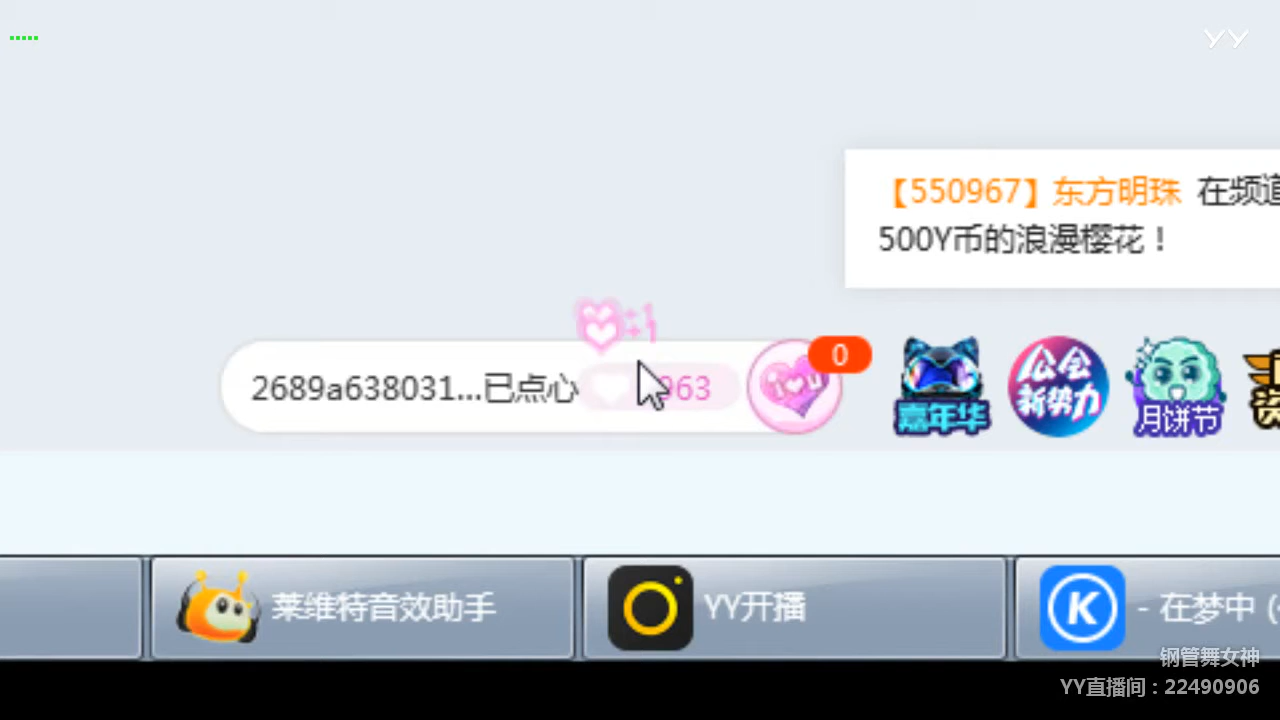 YY
【550967】东方明珠 在频道
500Y币的浪漫樱花！
+1
2689a638031...已点心 963
i♥u
0
嘉年华
公会
新势力
月饼节
资
莱维特音效助手
YY开播
K - 在梦中 (
钢管舞女神
YY直播间：22490906